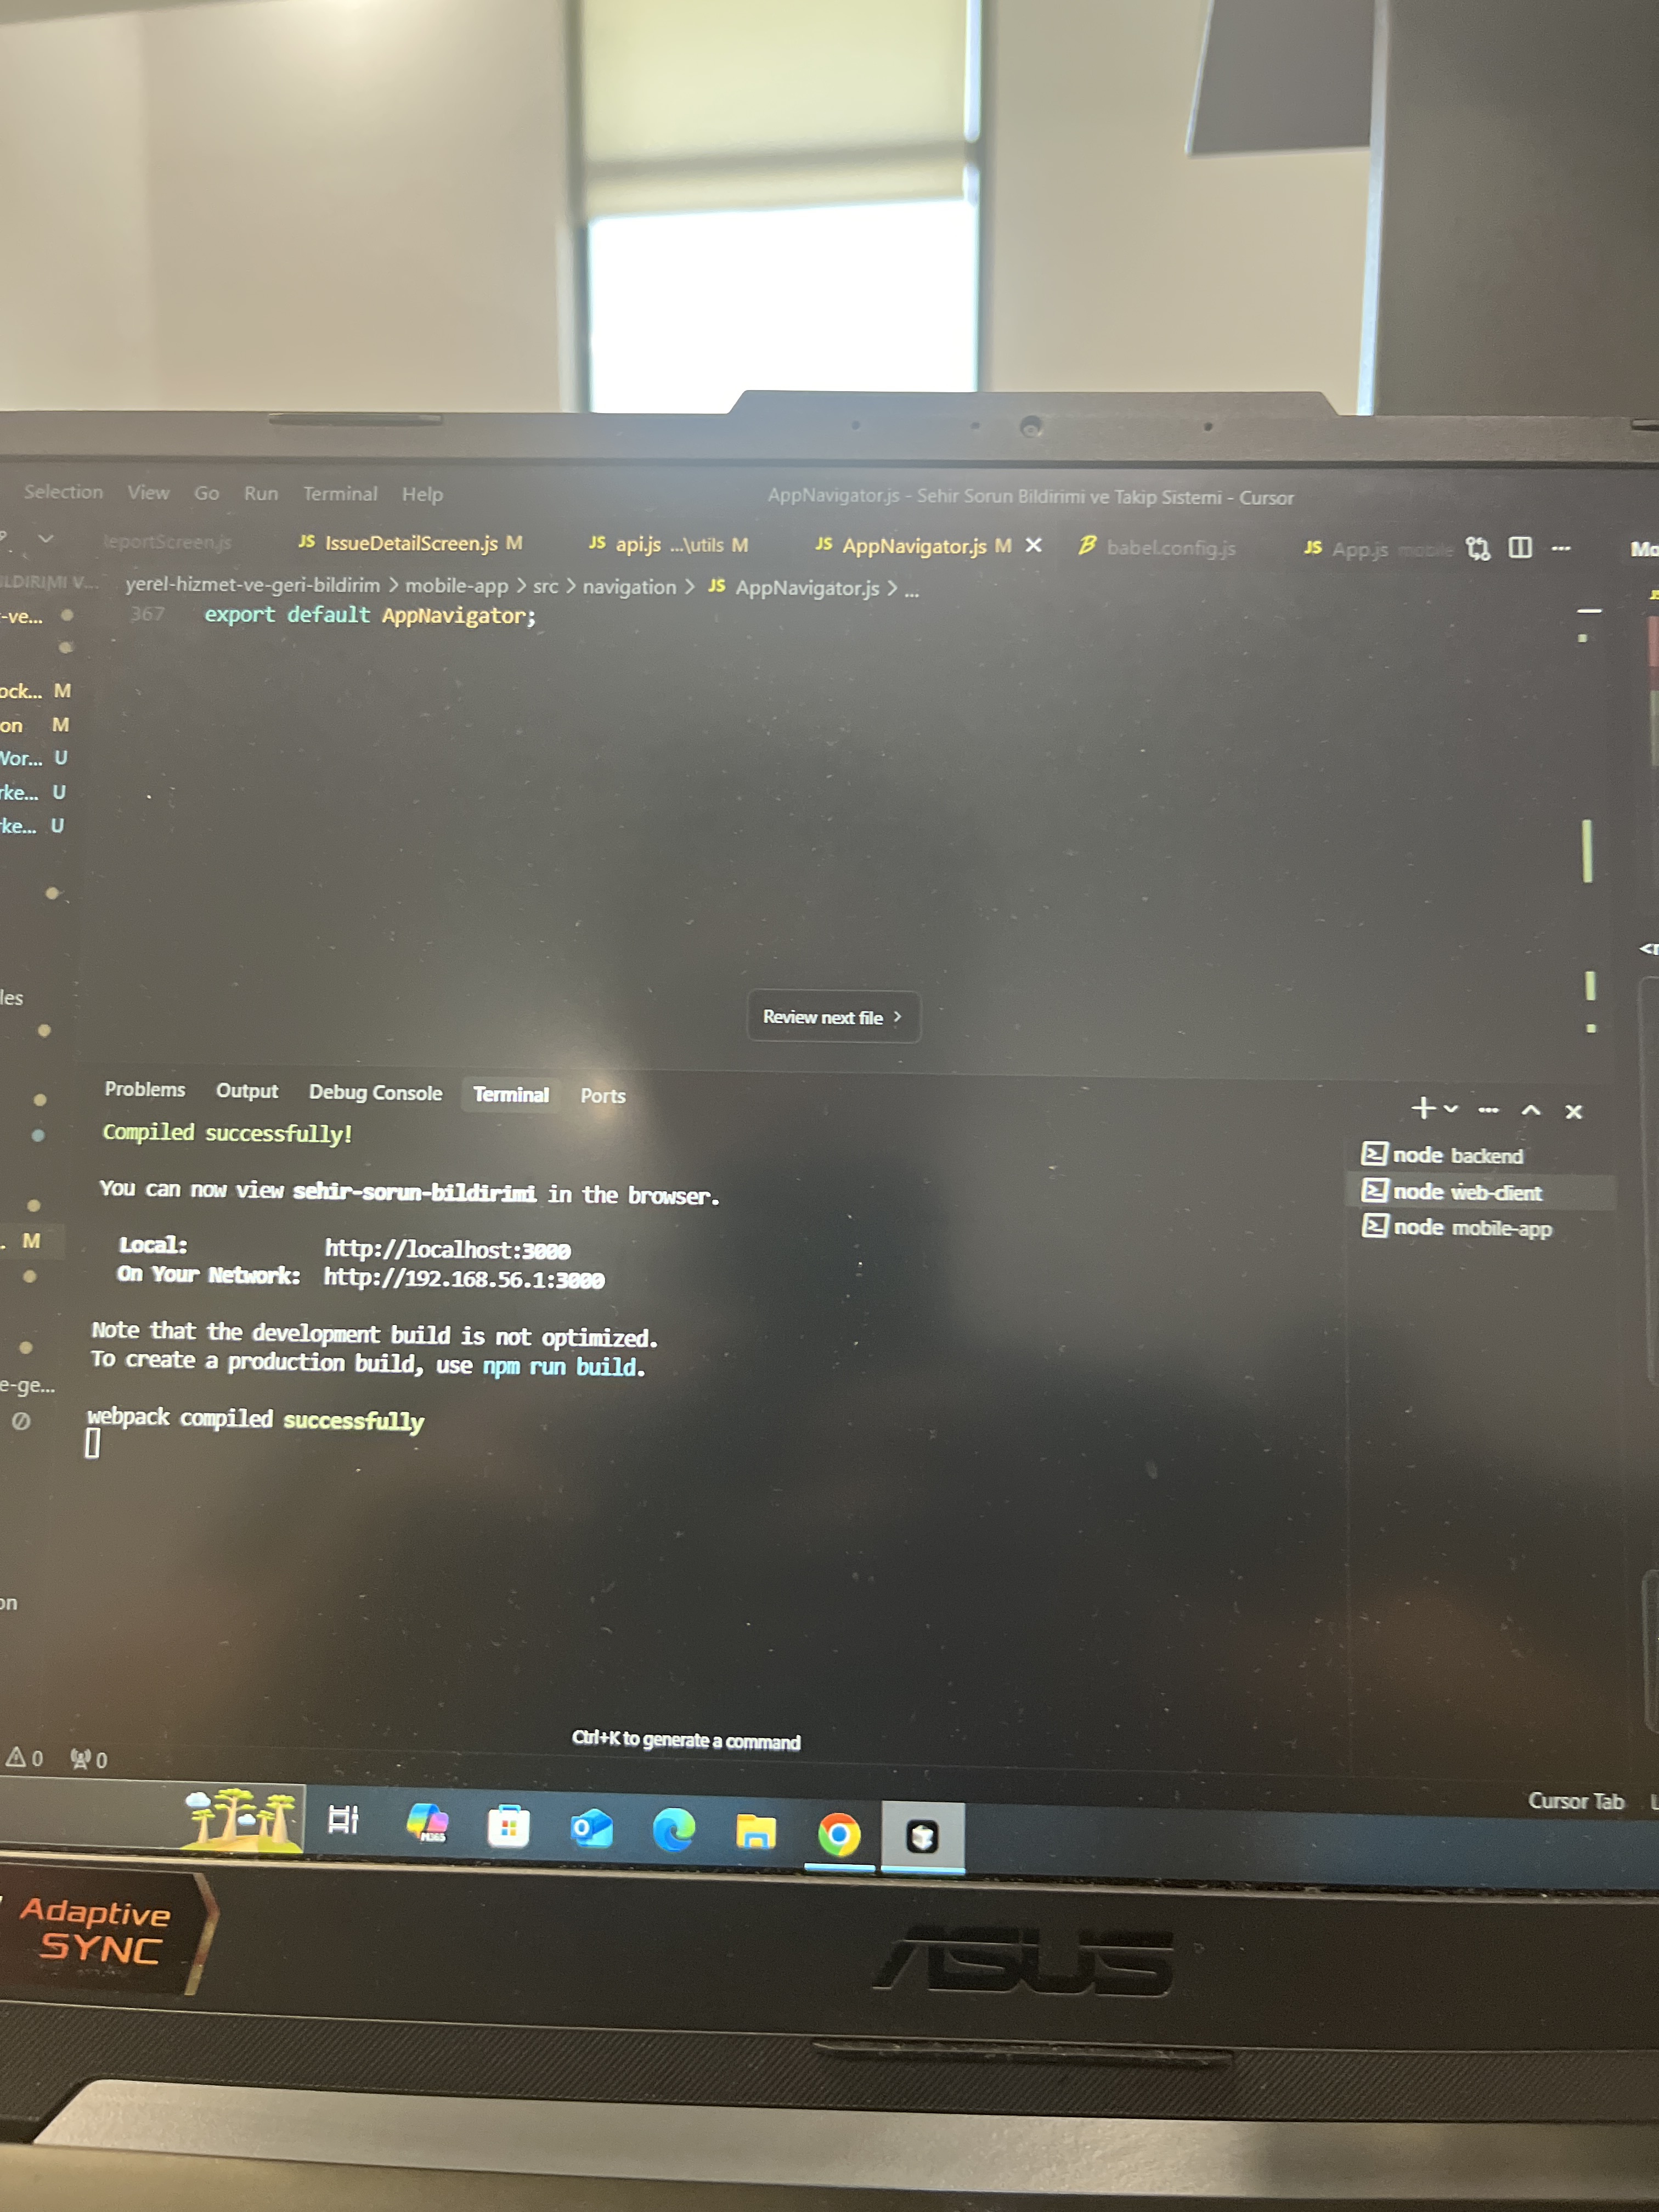 Selection View Go Run Terminal Help
AppNavigator.js - Sehir Sorun Bildirimi ve Takip Sistemi - Cursor
IssueDetailScreen.js M
JS api.js ...\utils M
JS AppNavigator.js M
babel.config.js
JS App.js mobile
JS
yerel-hizmet-ve-geri-bildirim > mobile-app > src > navigation > JS AppNavigator.js > ...
-ve...
367 export default AppNavigator;
ock... M
on M
Wor... U
rke... U
ke... U
les
Review next file >
Problems Output Debug Console Terminal Ports
Compiled successfully!
node backend
You can now view sehir-sorun-bildirimi in the browser.
node web-client
node mobile-app
. M
Local: http://localhost:3000
On Your Network: http://192.168.56.1:3000
Note that the development build is not optimized.
To create a production build, use npm run build.
e-ge...
webpack compiled successfully
on
Ctrl+K to generate a command
0 0
Cursor Tab
M365
Adaptive
SYNC
ASUS